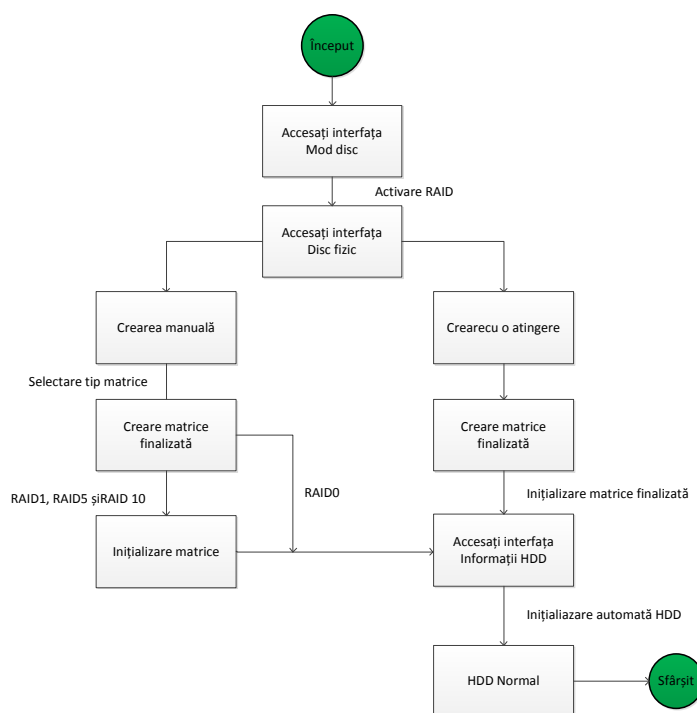 Început
Accesați interfața
Mod disc
Activare RAID
Accesați interfața
Disc fizic
Crearea manuală
Crearecu o atingere
Selectare tip matrice
Creare matrice
finalizată
Creare matrice
finalizată
RAID1, RAID5 șiRAID 10
RAID0
Inițializare matrice finalizată
Inițializare matrice
Accesați interfața
Informații HDD
Inițialiazare automată HDD
HDD Normal
Sfârșit